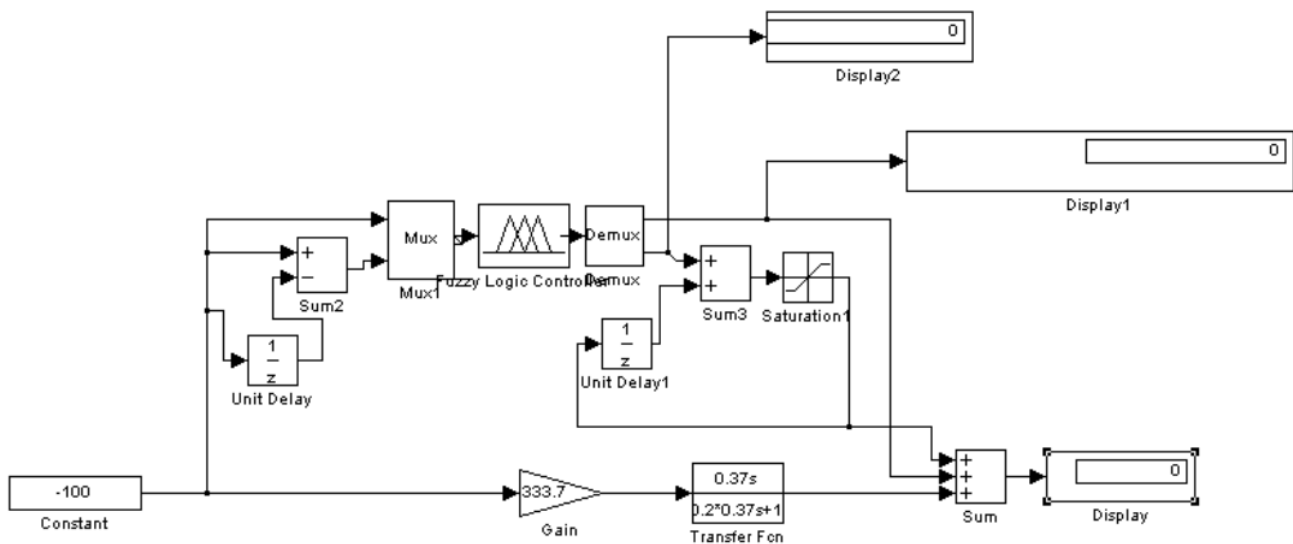 0
Display2
0
Display1
Mux
Mux1
Fuzzy Logic Controller
Demux
Demux
+
−
Sum2
+
+
Sum3
Saturation1
1
z
Unit Delay
1
z
Unit Delay1
-100
Constant
333.7
Gain
0.37s
0.2*0.37s+1
Transfer Fcn
+
+
+
Sum
0
Display